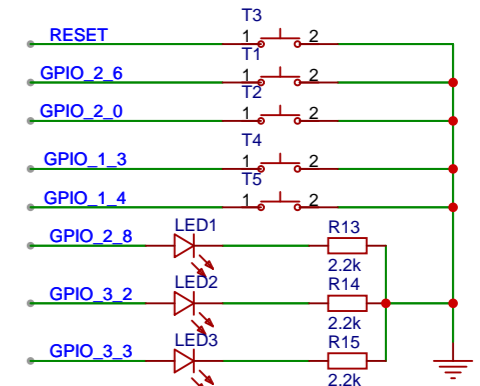 T3
RESET 1 2
T1
GPIO_2_6 1 2
T2
GPIO_2_0 1 2
T4
GPIO_1_3 1 2
T5
GPIO_1_4 1 2
LED1 R13
GPIO_2_8
2.2k
LED2 R14
GPIO_3_2
2.2k
LED3 R15
GPIO_3_3
2.2k